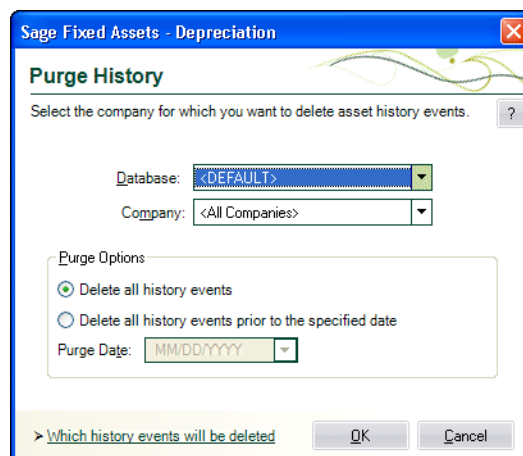 Sage Fixed Assets - Depreciation
Purge History
Select the company for which you want to delete asset history events.
?
Database: <DEFAULT>
Company: <All Companies>
Purge Options
Delete all history events
Delete all history events prior to the specified date
Purge Date: MM/DD/YYYY
➤ Which history events will be deleted
OK
Cancel